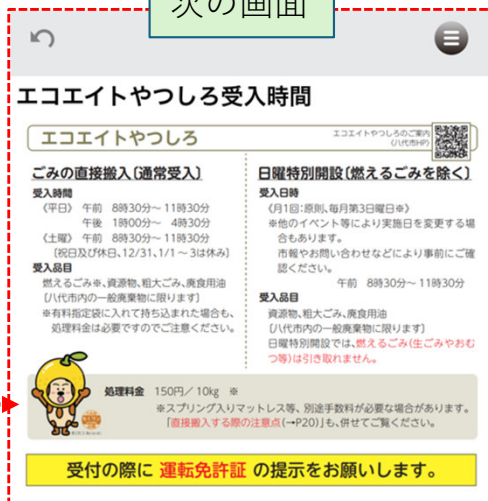 次の画面
エコエイトやつしろ受入時間
エコエイトやつしろ
エコエイトやつしろのご案内
(八代市HP)
ごみの直接搬入〔通常受入〕
受入時間
《平日》 午前 8時30分~11時30分
午後 1時00分~ 4時30分
《土曜》 午前 8時30分~11時30分
〔祝日及び休日、12/31、1/1~3は休み〕
受入品目
燃えるごみ※、資源物、粗大ごみ、廃食用油
〔八代市内の一般廃棄物に限ります〕
※有料指定袋に入れて持ち込まれた場合も、
処理料金は必要ですのでご注意ください。
日曜特別開設〔燃えるごみを除く〕
受入日時
《月1回:原則、毎月第3日曜日※》
※他のイベント等により実施日を変更する場
合もあります。
市報やお問い合わせなどにより事前にご確
認ください。
午前 8時30分~11時30分
受入品目
資源物、粗大ごみ、廃食用油
〔八代市内の一般廃棄物に限ります〕
日曜特別開設では、燃えるごみ(生ごみやおむ
つ等)は引き取れません。
処理料金 150円/10kg ※
※スプリング入りマットレス等、別途手数料が必要な場合があります。
「直接搬入する際の注意点(→P20)」も、併せてご覧ください。
受付の際に 運転免許証 の提示をお願いします。